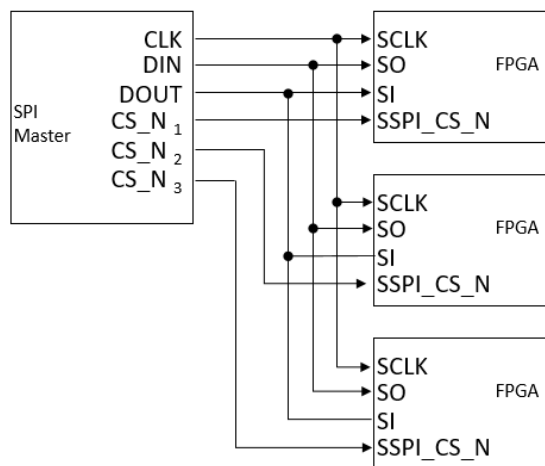 SPI
Master
CLK
DIN
DOUT
CS_N 1
CS_N 2
CS_N 3
SCLK
SO
SI
SSPI_CS_N
FPGA
SCLK
SO
SI
SSPI_CS_N
FPGA
SCLK
SO
SI
SSPI_CS_N
FPGA